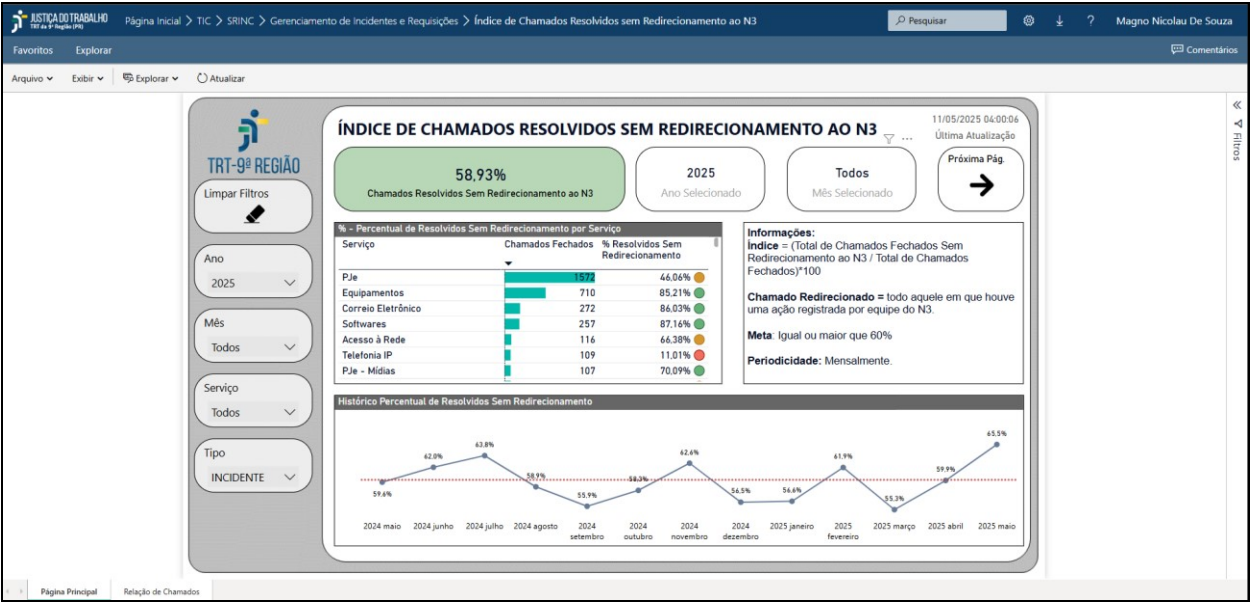 JUSTIÇA DO TRABALHO
TRT da 9ª Região (PR)
Página Inicial > TIC > SRINC > Gerenciamento de Incidentes e Requisições > Índice de Chamados Resolvidos sem Redirecionamento ao N3
Pesquisar
?
Magno Nicolau De Souza
Favoritos
Explorar
Comentários
Arquivo
Exibir
Explorar
Atualizar
Filtros
TRT-9ª REGIÃO
Limpar Filtros
Ano
2025
Mês
Todos
Serviço
Todos
Tipo
INCIDENTE
ÍNDICE DE CHAMADOS RESOLVIDOS SEM REDIRECIONAMENTO AO N3
11/05/2025 04:00:06
Última Atualização
58,93%
Chamados Resolvidos Sem Redirecionamento ao N3
2025
Ano Selecionado
Todos
Mês Selecionado
Próxima Pág.
% - Percentual de Resolvidos Sem Redirecionamento por Serviço
Serviço Chamados Fechados % Resolvidos Sem
Redirecionamento
PJe 1572 46,06%
Equipamentos 710 85,21%
Correio Eletrônico 272 86,03%
Softwares 257 87,16%
Acesso à Rede 116 66,38%
Telefonia IP 109 11,01%
PJe - Mídias 107 70,09%
Informações:
Índice = (Total de Chamados Fechados Sem
Redirecionamento ao N3 / Total de Chamados
Fechados)*100
Chamado Redirecionado = todo aquele em que houve
uma ação registrada por equipe do N3.
Meta: Igual ou maior que 60%
Periodicidade: Mensalmente.
Histórico Percentual de Resolvidos Sem Redirecionamento
59,6% 62,0% 63,8% 58,9% 55,9% 58,3% 62,6% 56,5% 56,6% 61,9% 55,3% 59,9% 65,5%
2024 maio 2024 junho 2024 julho 2024 agosto 2024 2024 2024 2024 2025 janeiro 2025 2025 março 2025 abril 2025 maio
setembro outubro novembro dezembro fevereiro
Página Principal
Relação de Chamados